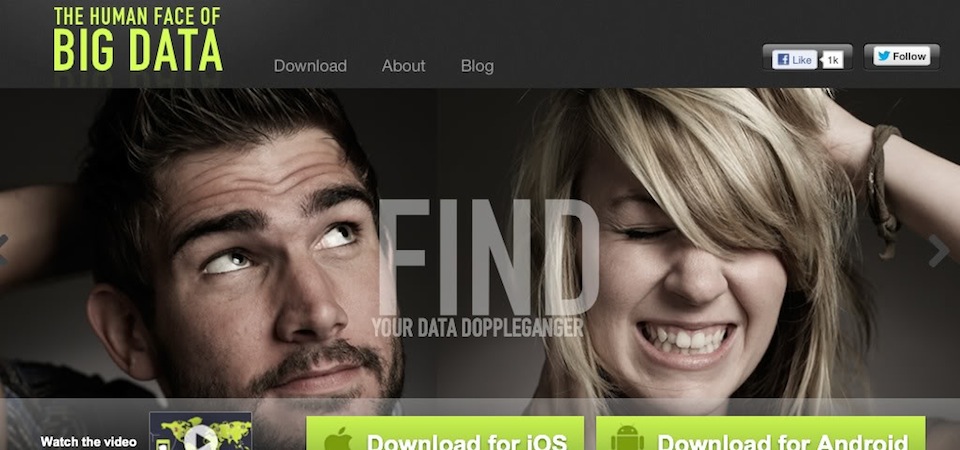 THE HUMAN FACE OF
BIG DATA
Download About Blog
Like 1k
Follow
FIND
YOUR DATA DOPPLEGANGER
Watch the video
Download for iOS
Download for Android